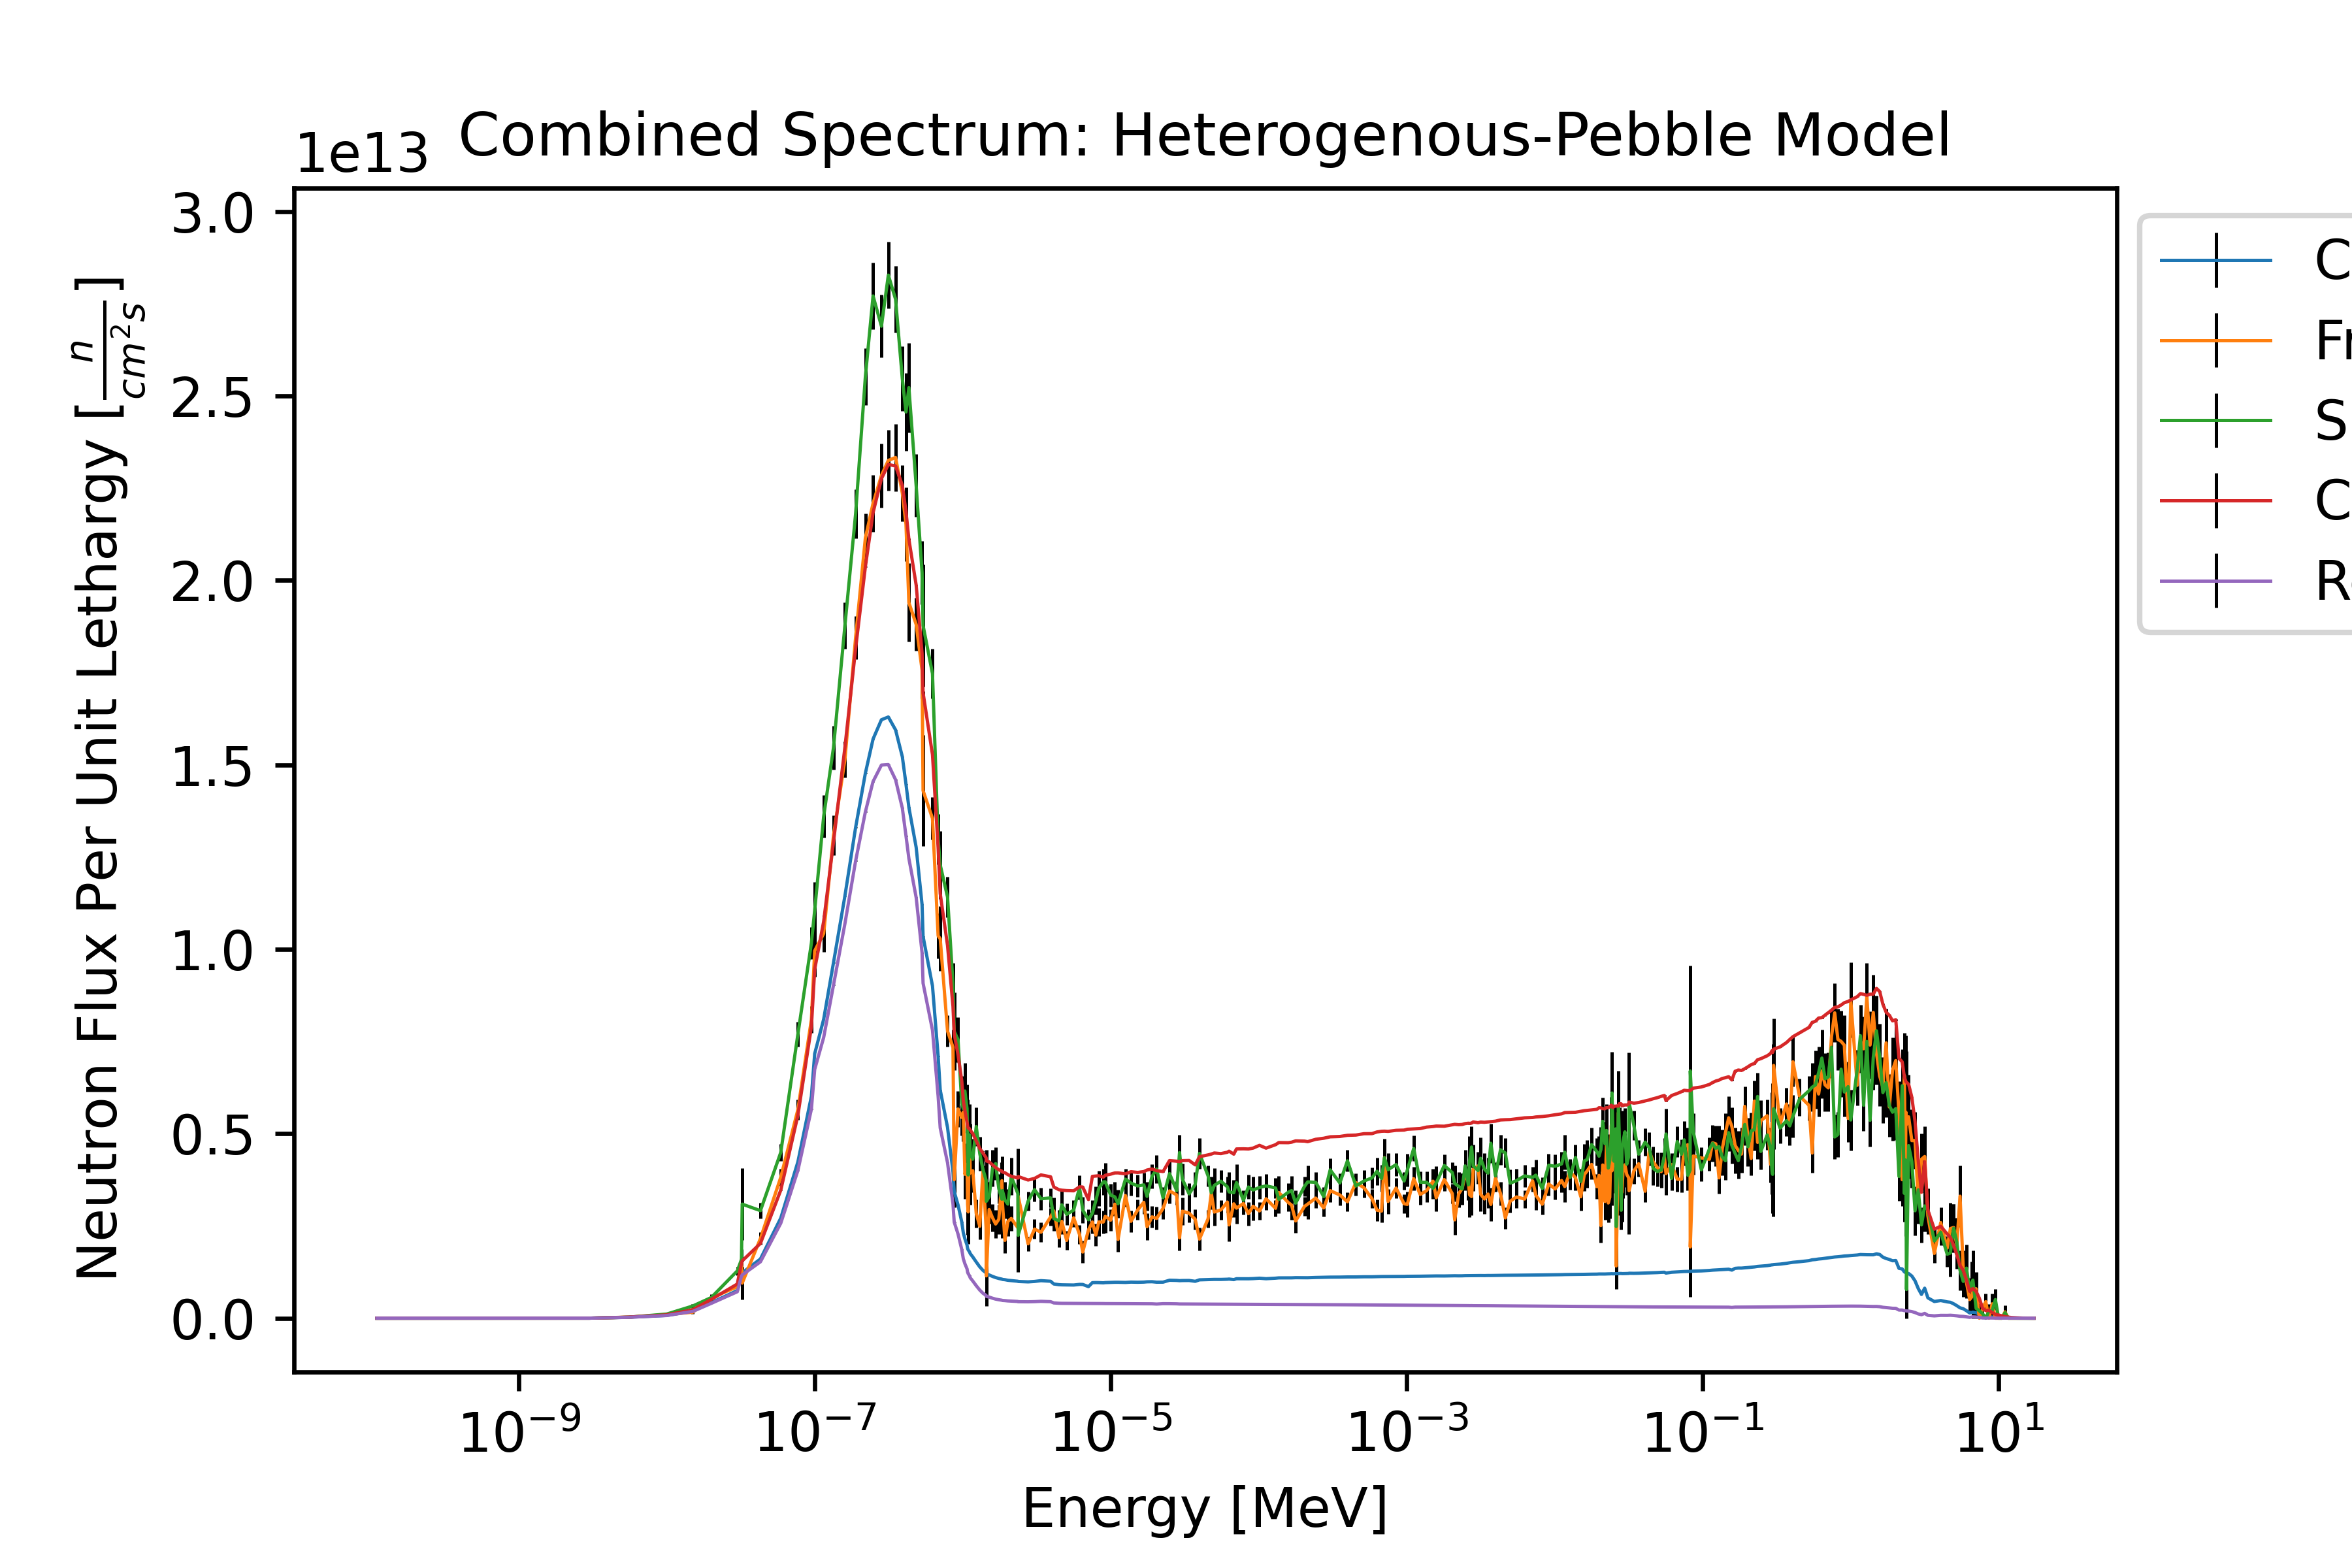 Combined Spectrum: Heterogenous-Pebble Model
1e13
Neutron Flux Per Unit Lethargy [n/cm²s]
3.0
2.5
2.0
1.5
1.0
0.5
0.0
10⁻⁹ 10⁻⁷ 10⁻⁵ 10⁻³ 10⁻¹ 10¹
Energy [MeV]
C
Fr
S
C
R